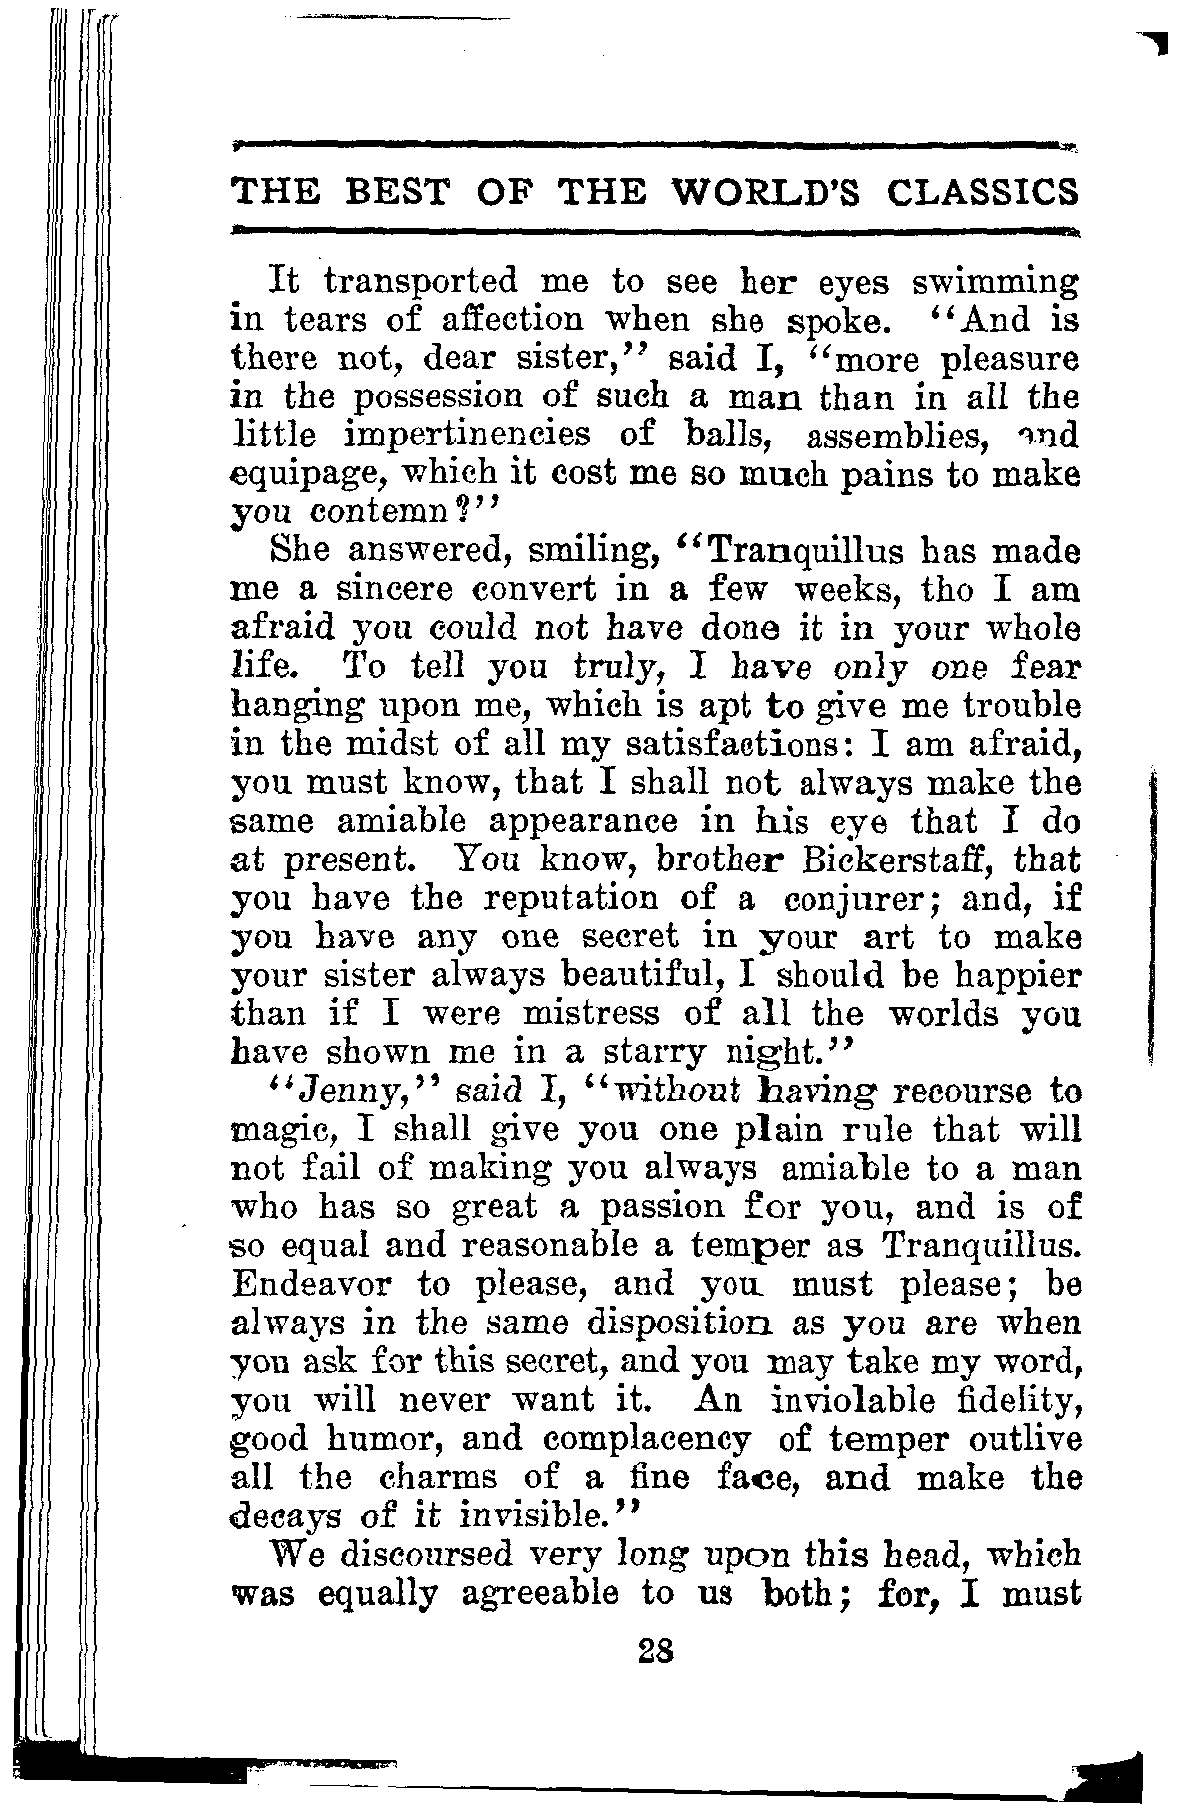 THE BEST OF THE WORLD'S CLASSICS
It transported me to see her eyes swimming
in tears of affection when she spoke. "And is
there not, dear sister," said I, "more pleasure
in the possession of such a man than in all the
little impertinencies of balls, assemblies, and
equipage, which it cost me so much pains to make
you contemn?"
She answered, smiling, "Tranquillus has made
me a sincere convert in a few weeks, tho I am
afraid you could not have done it in your whole
life. To tell you truly, I have only one fear
hanging upon me, which is apt to give me trouble
in the midst of all my satisfactions: I am afraid,
you must know, that I shall not always make the
same amiable appearance in his eye that I do
at present. You know, brother Bickerstaff, that
you have the reputation of a conjurer; and, if
you have any one secret in your art to make
your sister always beautiful, I should be happier
than if I were mistress of all the worlds you
have shown me in a starry night."
"Jenny," said I, "without having recourse to
magic, I shall give you one plain rule that will
not fail of making you always amiable to a man
who has so great a passion for you, and is of
so equal and reasonable a temper as Tranquillus.
Endeavor to please, and you must please; be
always in the same disposition as you are when
you ask for this secret, and you may take my word,
you will never want it. An inviolable fidelity,
good humor, and complacency of temper outlive
all the charms of a fine face, and make the
decays of it invisible."
We discoursed very long upon this head, which
was equally agreeable to us both; for, I must
28